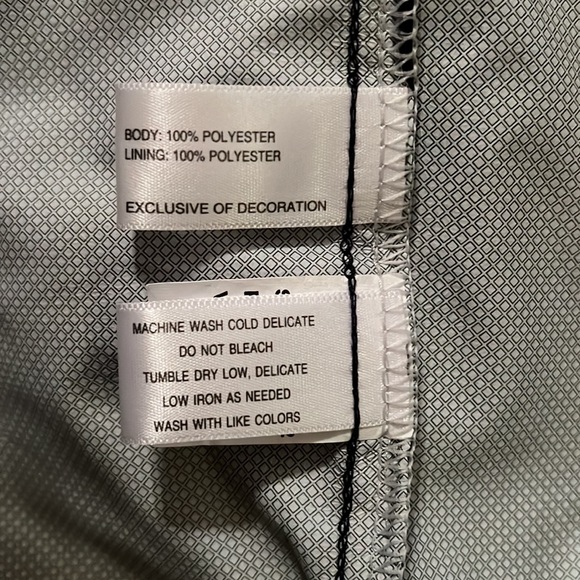 BODY: 100% POLYESTER
LINING: 100% POLYESTER
EXCLUSIVE OF DECORATION
MACHINE WASH COLD DELICATE
DO NOT BLEACH
TUMBLE DRY LOW, DELICATE
LOW IRON AS NEEDED
WASH WITH LIKE COLORS